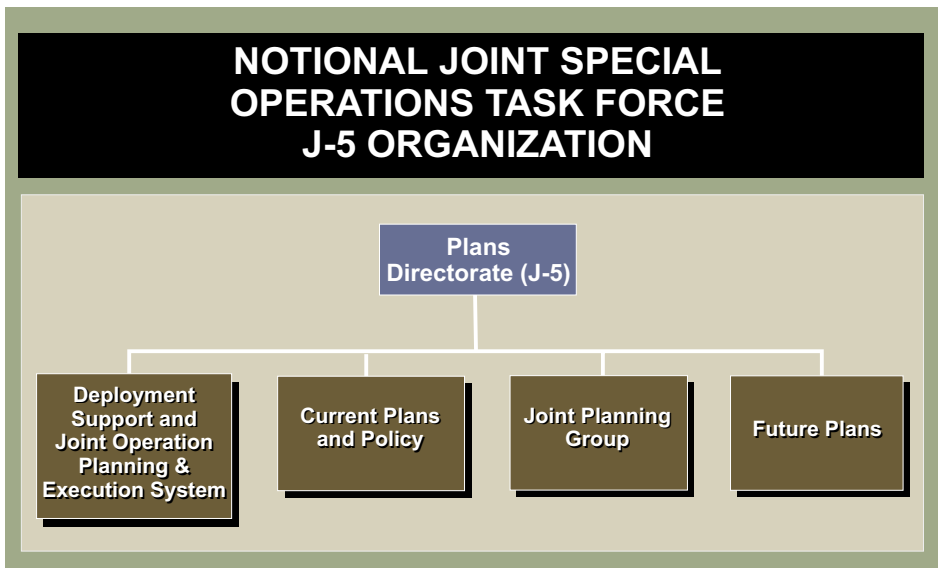 NOTIONAL JOINT SPECIAL
OPERATIONS TASK FORCE
J-5 ORGANIZATION
Plans
Directorate (J-5)
Deployment
Support and
Joint Operation
Planning &
Execution System
Current Plans
and Policy
Joint Planning
Group
Future Plans